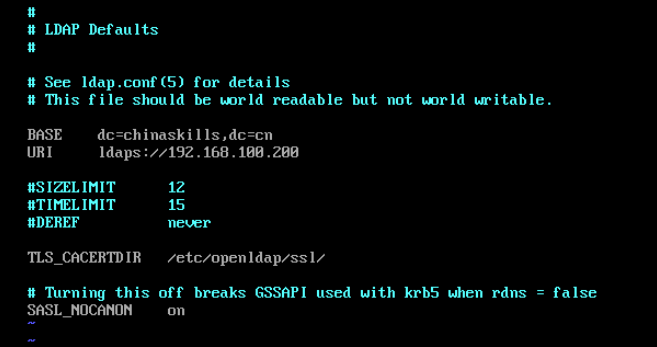 #
# LDAP Defaults
#
# See ldap.conf(5) for details
# This file should be world readable but not world writable.
BASE    dc=chinaskills,dc=cn
URI     ldaps://192.168.100.200
#SIZELIMIT      12
#TIMELIMIT      15
#DEREF          never
TLS_CACERTDIR   /etc/openldap/ssl/
# Turning this off breaks GSSAPI used with krb5 when rdns = false
SASL_NOCANON    on
~
~